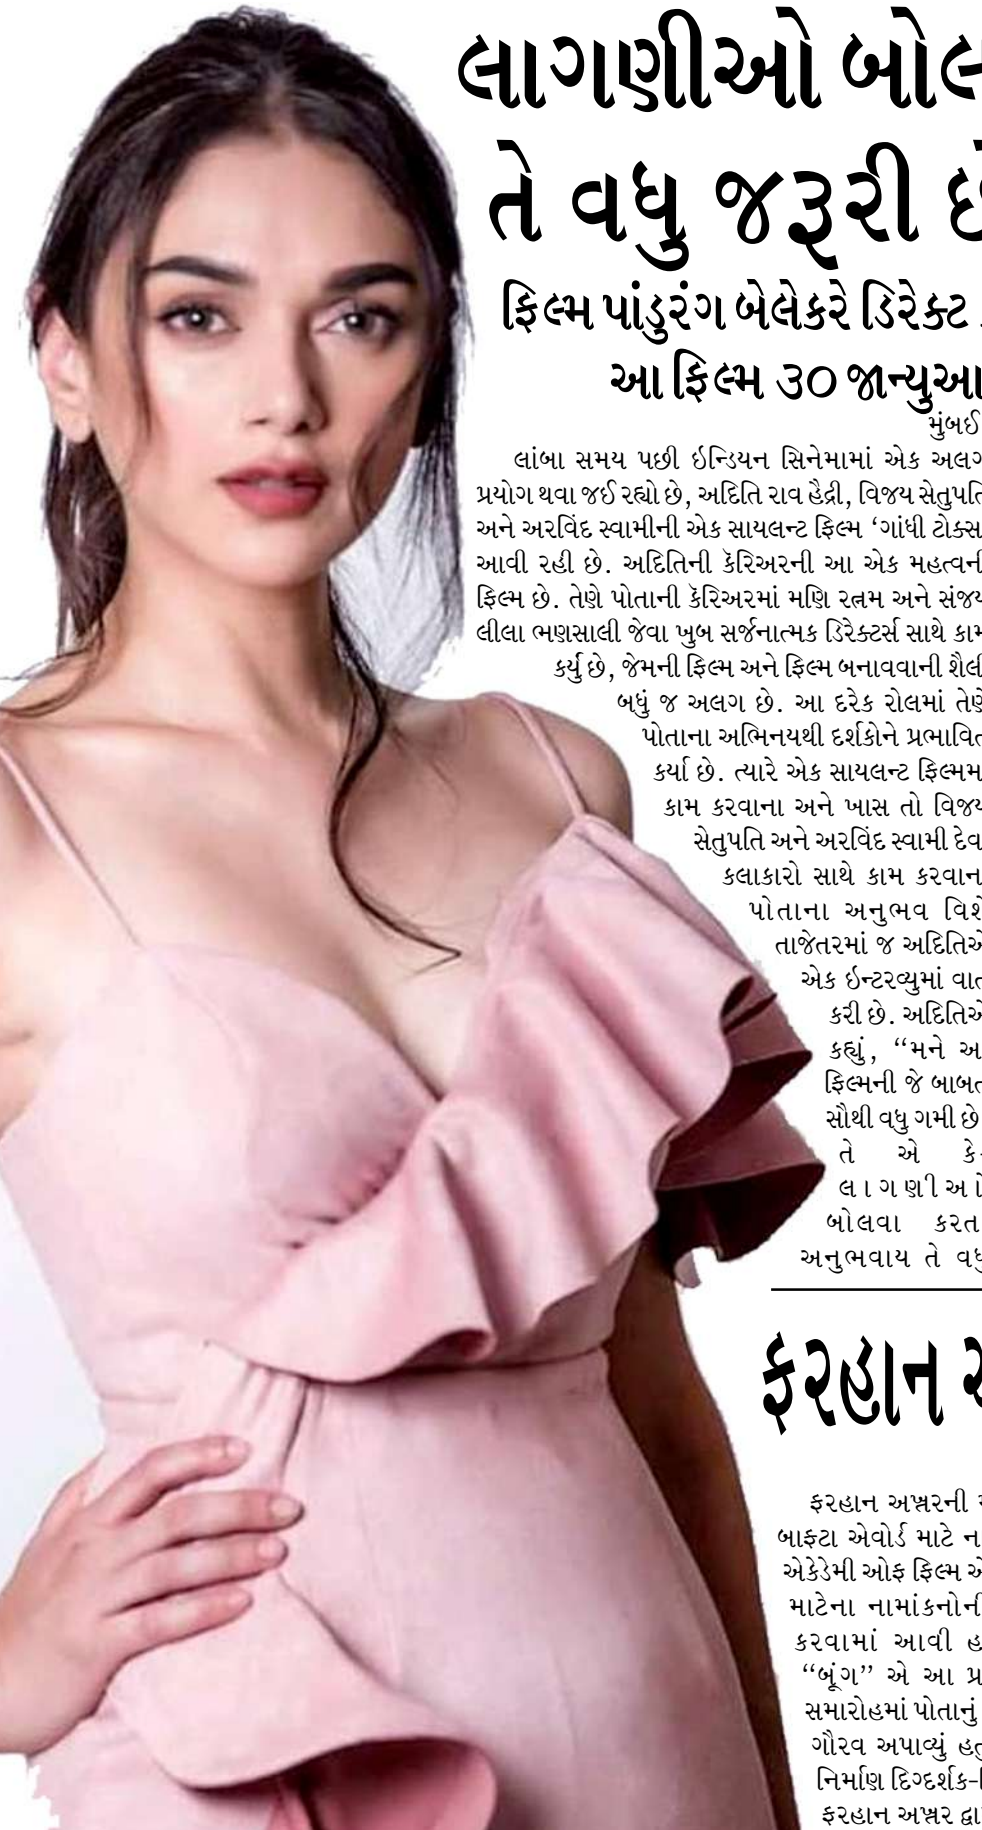 લાગણીઓ બોલ
તે વધુ જરૂરી છે
ફિલ્મ પાંડુરંગ બેલેકરે ડિરેક્ટ
આ ફિલ્મ ૩૦ જાન્યુઆ
મુંબઈ
લાંબા સમય પછી ઇન્ડિયન સિનેમામાં એક અલગ
પ્રયોગ થવા જઈ રહ્યો છે, અદિતિ રાવ હૈદ્રી, વિજય સેતુપતિ
અને અરવિંદ સ્વામીની એક સાયલન્ટ ફિલ્મ ‘ગાંધી ટોક્સ
આવી રહી છે. અદિતિની કૅરિઅરની આ એક મહત્વની
ફિલ્મ છે. તેણે પોતાની કૅરિઅરમાં મણિ રત્નમ અને સંજય
લીલા ભણસાલી જેવા ખુબ સર્જનાત્મક ડિરેક્ટર્સ સાથે કામ
કર્યું છે, જેમની ફિલ્મ અને ફિલ્મ બનાવવાની શૈલી
બધું જ અલગ છે. આ દરેક રોલમાં તેણે
પોતાના અભિનયથી દર્શકોને પ્રભાવિત
કર્યા છે. ત્યારે એક સાયલન્ટ ફિલ્મમ
કામ કરવાના અને ખાસ તો વિજય
સેતુપતિ અને અરવિંદ સ્વામી દેવ
કલાકારો સાથે કામ કરવાન
પોતાના અનુભવ વિશે
તાજેતરમાં જ અદિતિએ
એક ઇન્ટરવ્યુમાં વાત
કરી છે. અદિતિએ
કહ્યું, ‘‘મને અ
ફિલ્મની જે બાબત
સૌથી વધુ ગમી છે
તે એ કે
લાગણીઓ
બોલવા કરત
અનુભવાય તે વધુ
ફરહાન અ
ફરહાન અખ્તરની
બાફ્ટા એવોર્ડ માટે ન
એકેડેમી ઓફ ફિલ્મ એ
માટેના નામાંકનોની
કરવામાં આવી હ
‘‘બૂંગ’’ એ આ પ્ર
સમારોહમાં પોતાનું
ગૌરવ અપાવ્યું હતુ
નિર્માણ દિગ્દર્શક-
ફરહાન અખ્તર દ્વા